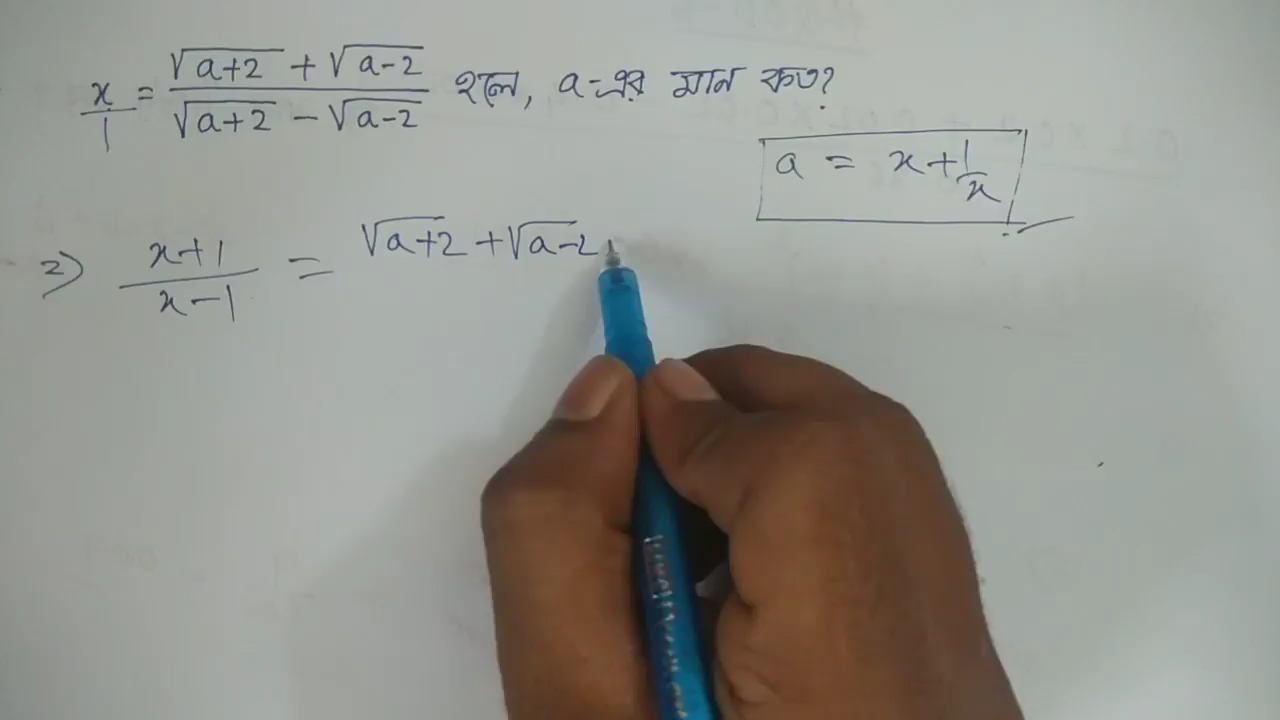 x/1 = (√(a+2) + √(a-2))/(√(a+2) - √(a-2)) হলে, a-এর মান কত?
a = x + 1/x
=) (x+1)/(x-1) = √(a+2) + √(a-2)